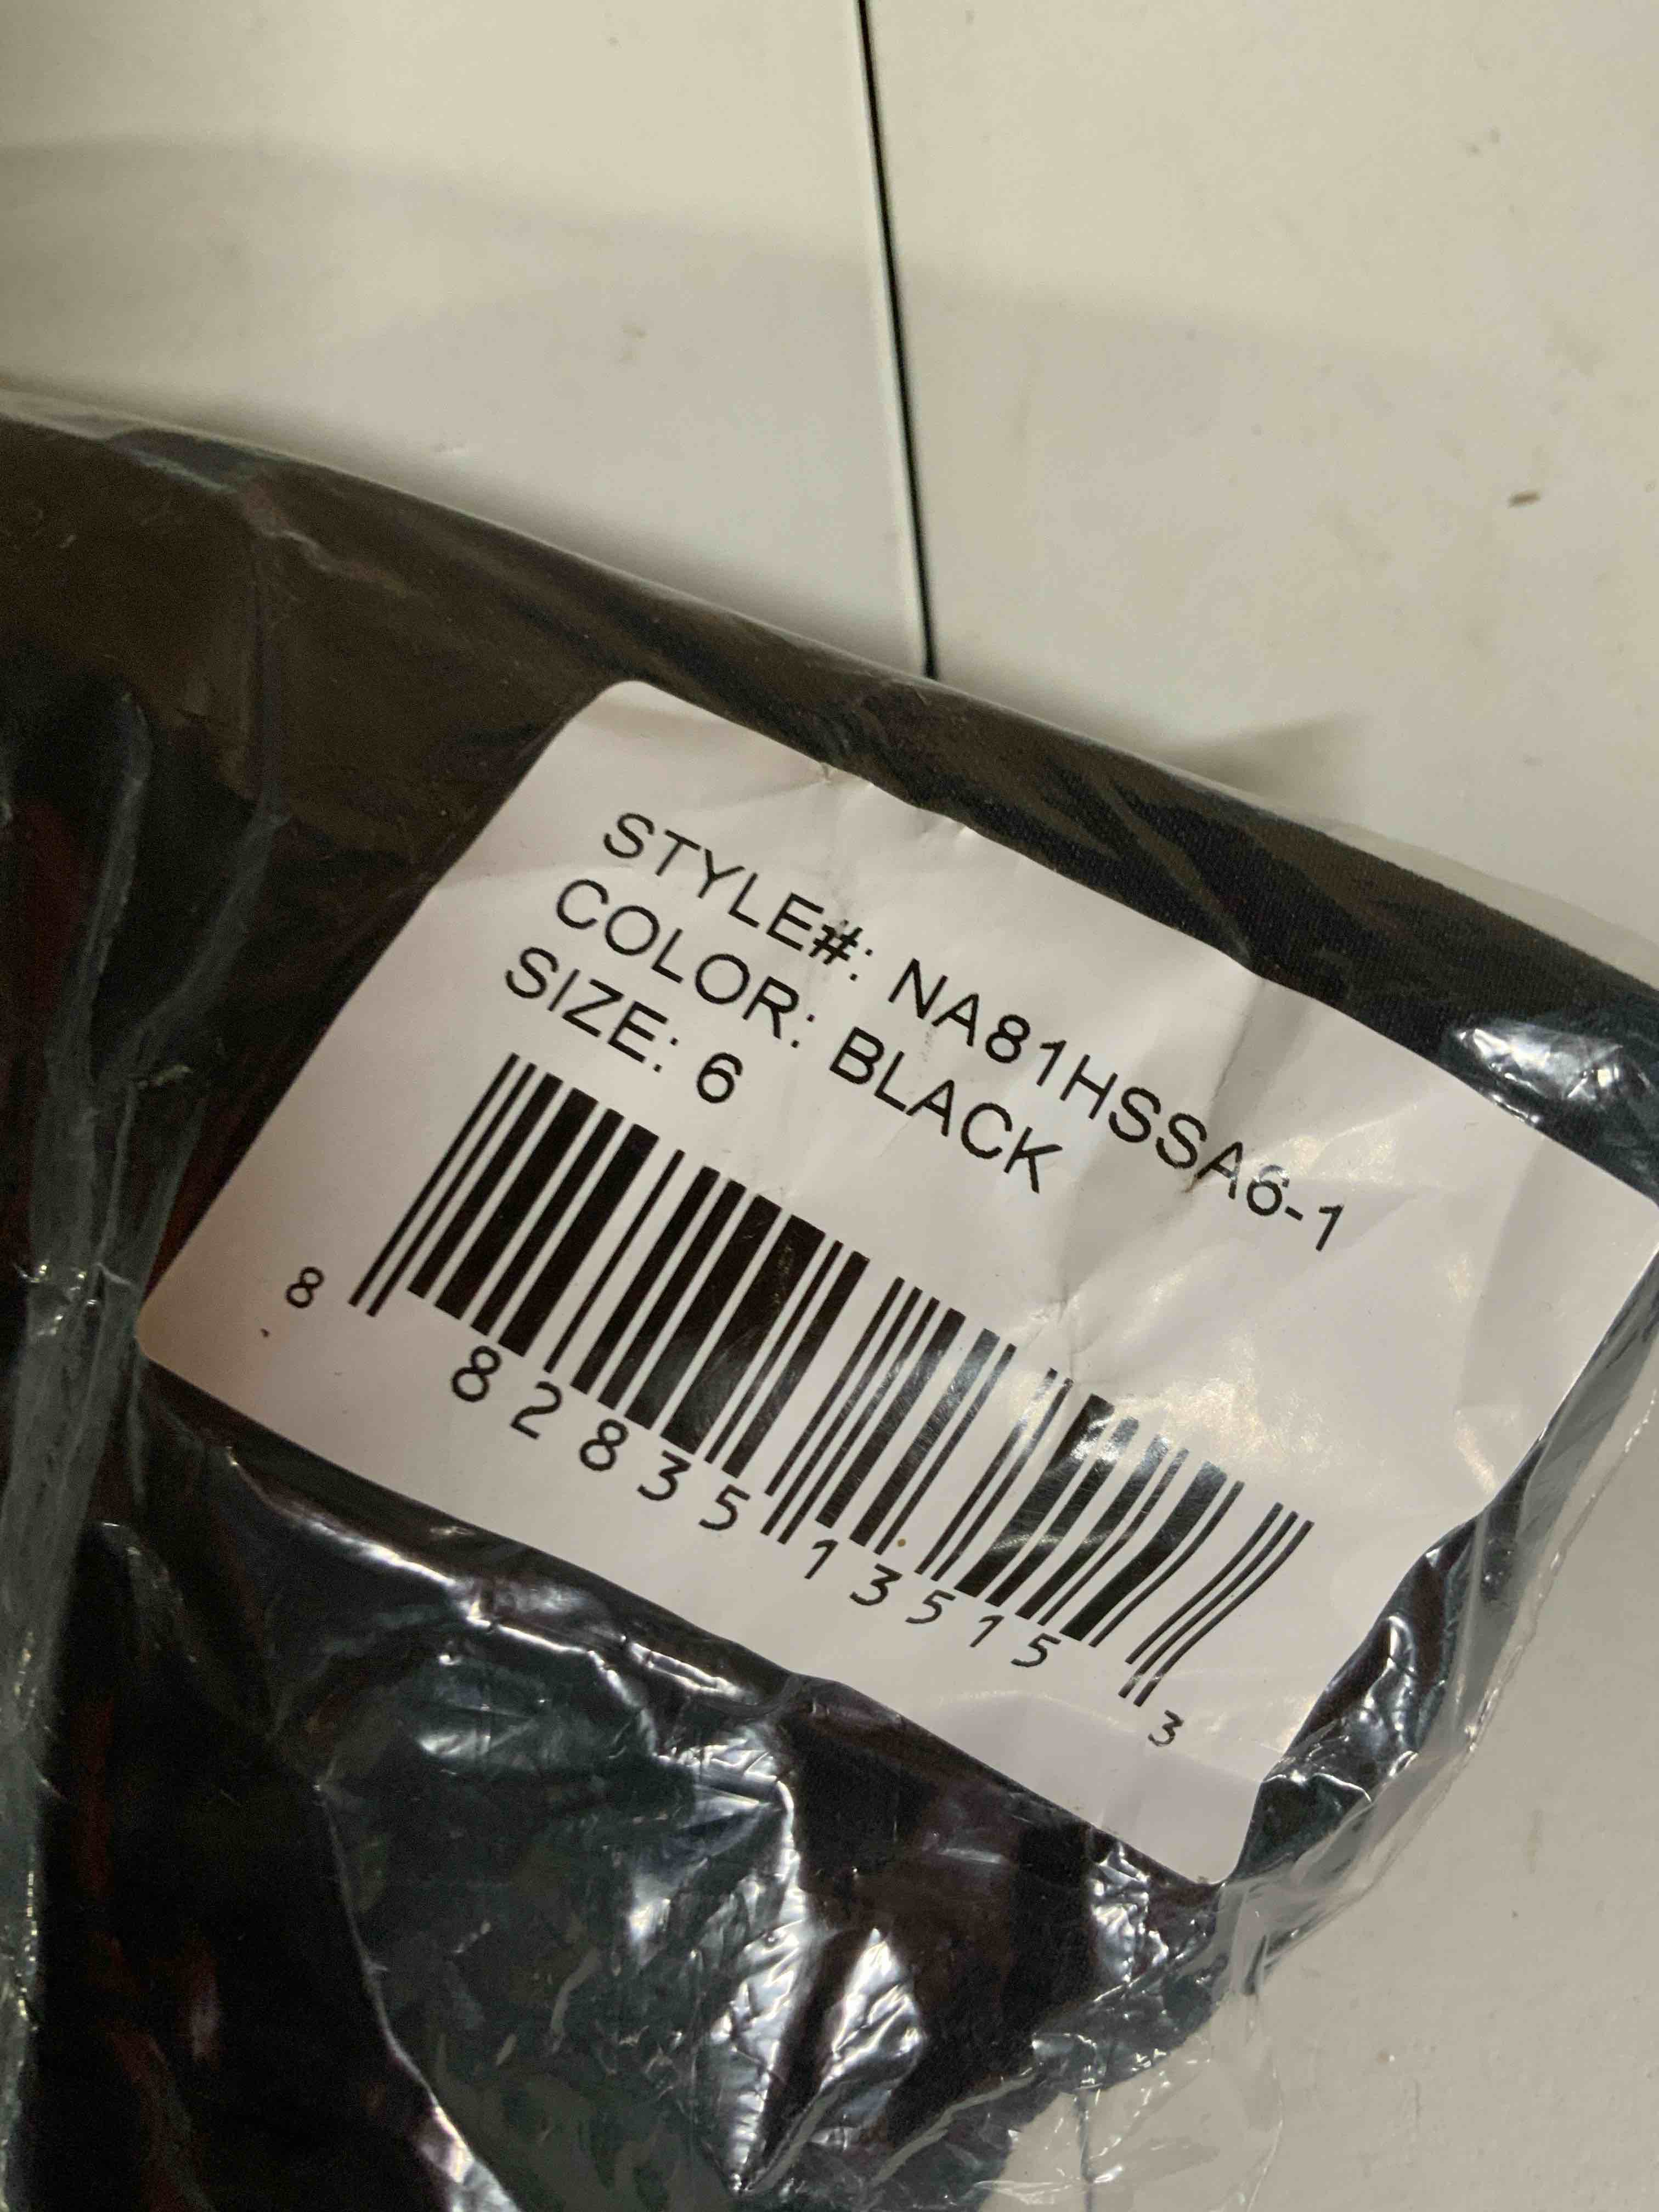 STYLE#: NA81HSSA6-1
COLOR: BLACK
SIZE: 6
8 82835 13515 3